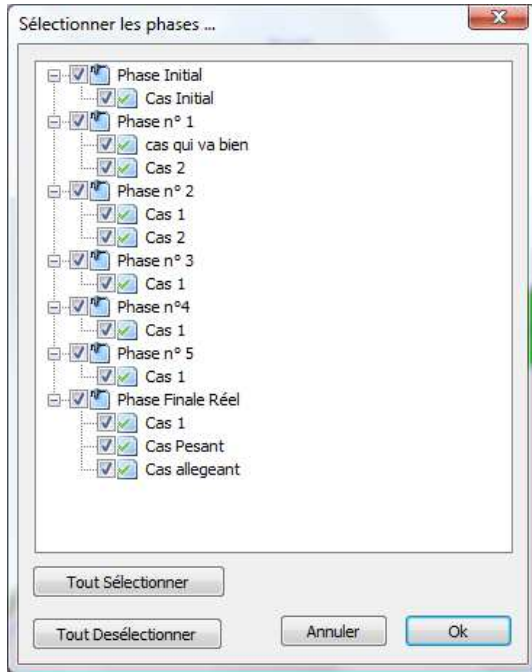 Sélectionner les phases ...
Phase Initial
Cas Initial
Phase n° 1
cas qui va bien
Cas 2
Phase n° 2
Cas 1
Cas 2
Phase n° 3
Cas 1
Phase n°4
Cas 1
Phase n° 5
Cas 1
Phase Finale Réel
Cas 1
Cas Pesant
Cas allegeant
Tout Sélectionner
Tout Desélectionner
Annuler
Ok